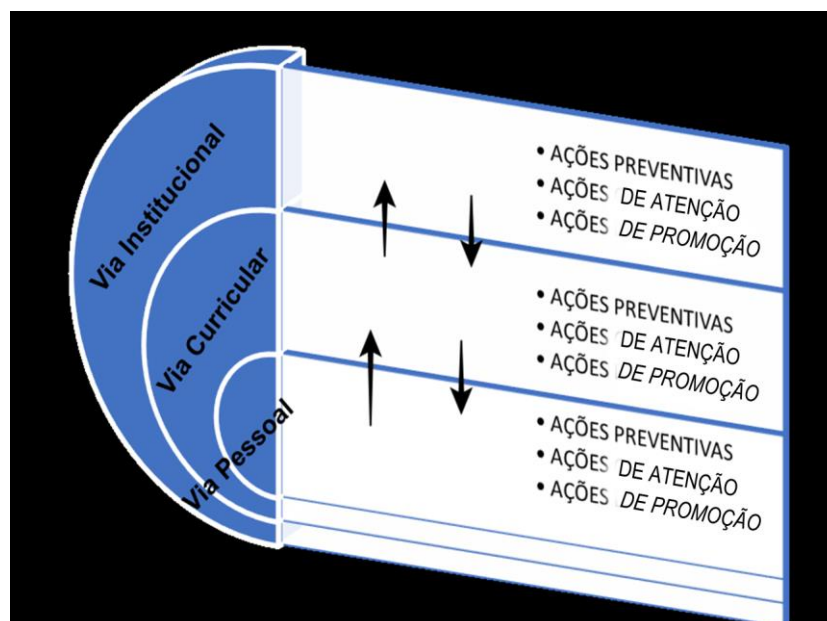 Via Institucional
• AÇÕES PREVENTIVAS
• AÇÕES DE ATENÇÃO
• AÇÕES DE PROMOÇÃO
Via Curricular
• AÇÕES PREVENTIVAS
• AÇÕES DE ATENÇÃO
• AÇÕES DE PROMOÇÃO
Via Pessoal
• AÇÕES PREVENTIVAS
• AÇÕES DE ATENÇÃO
• AÇÕES DE PROMOÇÃO